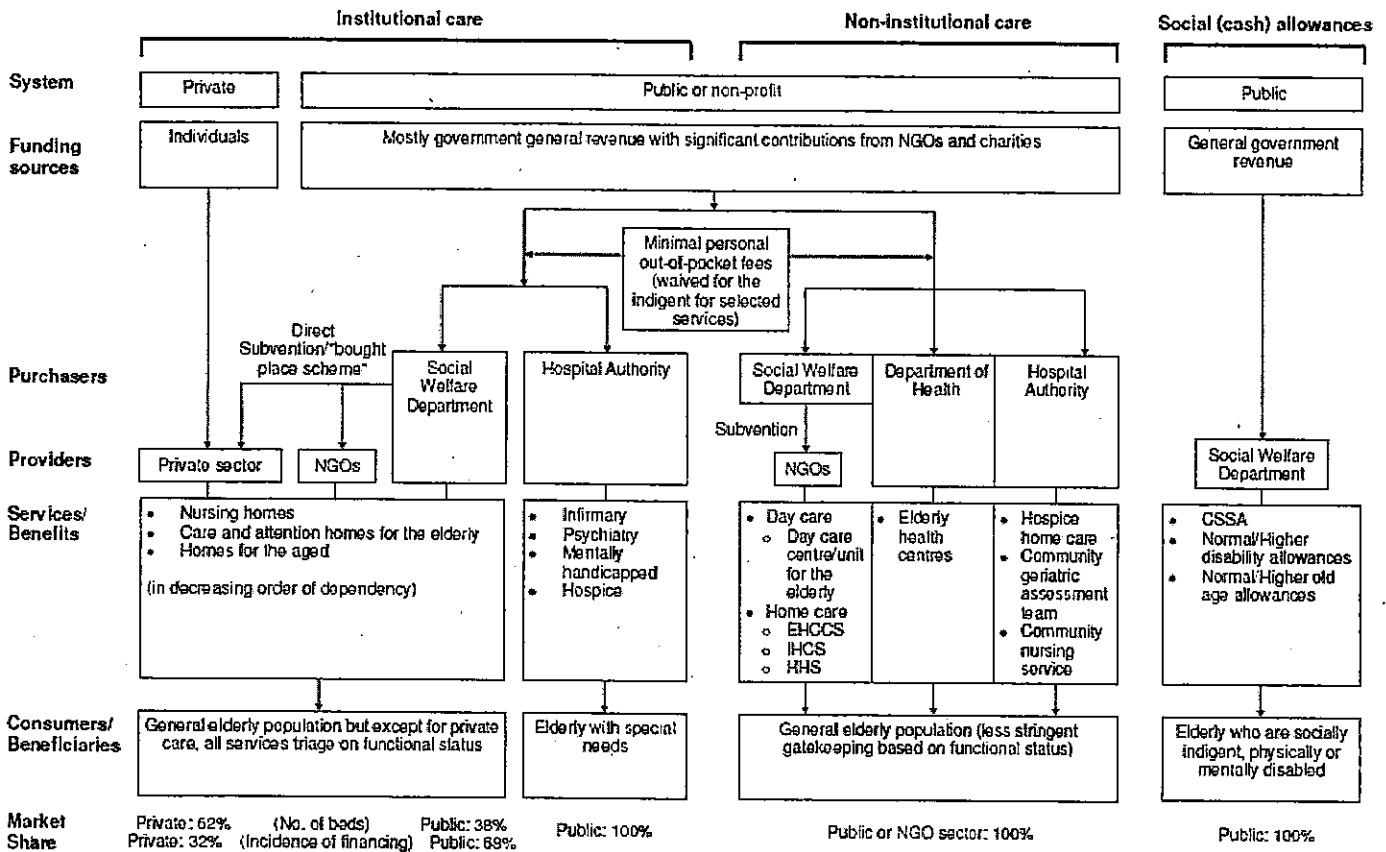 Institutional care
Non-institutional care
Social (cash) allowances
System
Private
Public or non-profit
Public
Funding
sources
Individuals
Mostly government general revenue with significant contributions from NGOs and charities
General government
revenue
Minimal personal
out-of-pocket fees
(waived for the
indigent for selected
services)
Purchasers
Direct
Subvention/"bought
place scheme"
Social
Welfare
Department
Hospital Authority
Social Welfare
Department
Department of
Health
Hospital
Authority
Subvention
Providers
Private sector
NGOs
NGOs
Social Welfare
Department
Services/
Benefits
• Nursing homes
• Care and attention homes for the elderly
• Homes for the aged
(in decreasing order of dependency)
• Infirmary
• Psychiatry
• Mentally
handicapped
• Hospice
• Day care
o Day care
centre/unit
for the
elderly
• Home care
o EHCCS
o IHCS
o HHS
• Elderly
health
centres
• Hospice
home care
• Community
geriatric
assessment
team
• Community
nursing
service
• CSSA
• Normal/Higher
disability allowances
• Normal/Higher old
age allowances
Consumers/
Beneficiaries
General elderly population but except for private
care, all services triage on functional status
Elderly with special
needs
General elderly population (less stringent
gatekeeping based on functional status)
Elderly who are socially
indigent, physically or
mentally disabled
Market
Share
Private: 62% (No. of beds) Public: 38%
Private: 32% (Incidence of financing) Public: 68%
Public: 100%
Public or NGO sector: 100%
Public: 100%